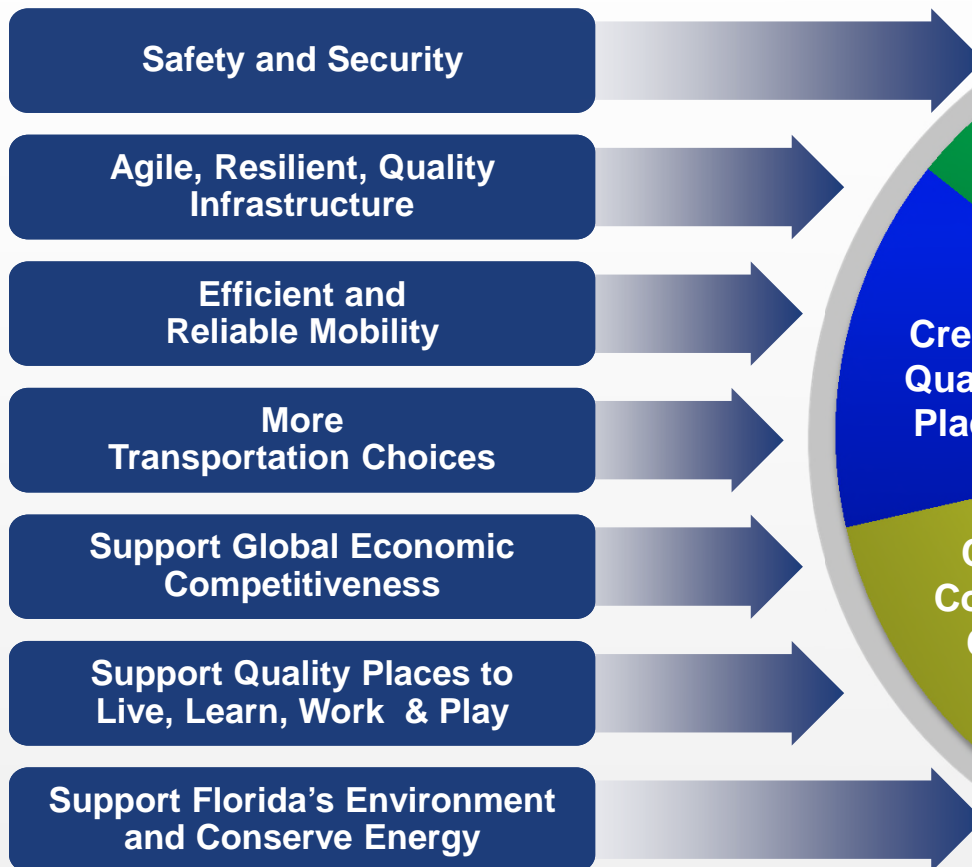 Safety and Security
Agile, Resilient, Quality
Infrastructure
Efficient and
Reliable Mobility
More
Transportation Choices
Support Global Economic
Competitiveness
Support Quality Places to
Live, Learn, Work & Play
Support Florida’s Environment
and Conserve Energy